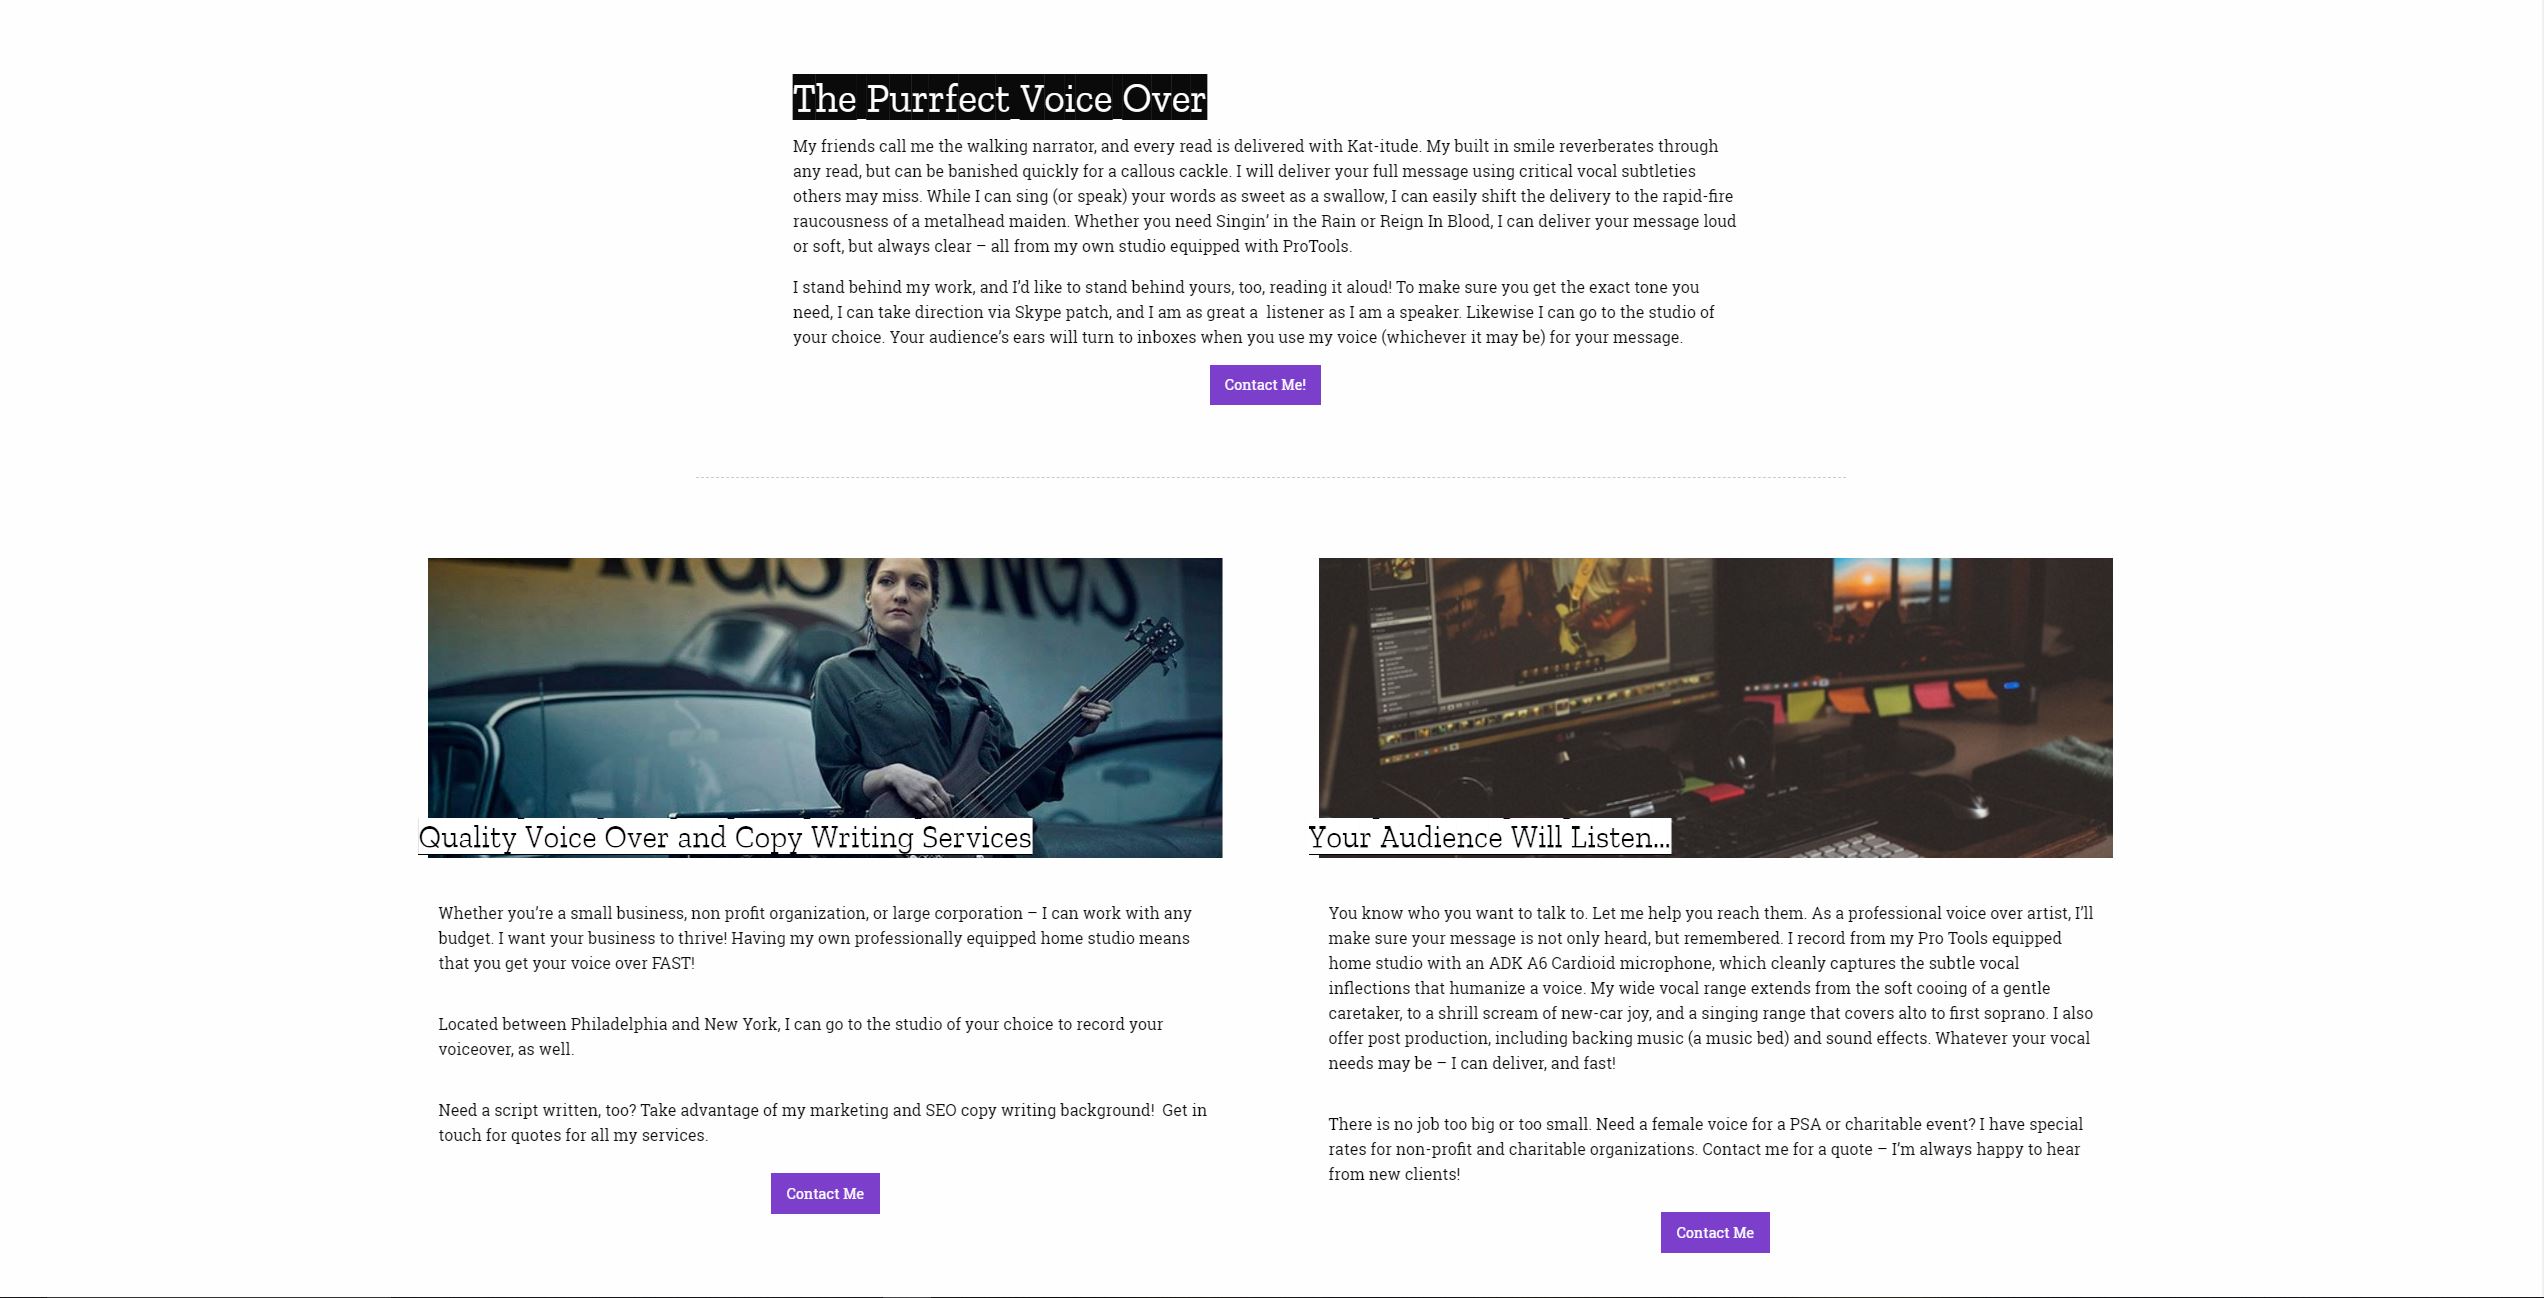 The Purrfect Voice Over
My friends call me the walking narrator, and every read is delivered with Kat-itude. My built in smile reverberates through
any read, but can be banished quickly for a callous cackle. I will deliver your full message using critical vocal subtleties
others may miss. While I can sing (or speak) your words as sweet as a swallow, I can easily shift the delivery to the rapid-fire
raucousness of a metalhead maiden. Whether you need Singin’ in the Rain or Reign In Blood, I can deliver your message loud
or soft, but always clear – all from my own studio equipped with ProTools.
I stand behind my work, and I’d like to stand behind yours, too, reading it aloud! To make sure you get the exact tone you
need, I can take direction via Skype patch, and I am as great a  listener as I am a speaker. Likewise I can go to the studio of
your choice. Your audience’s ears will turn to inboxes when you use my voice (whichever it may be) for your message.
Contact Me!
Quality Voice Over and Copy Writing Services
Whether you’re a small business, non profit organization, or large corporation – I can work with any
budget. I want your business to thrive! Having my own professionally equipped home studio means
that you get your voice over FAST!
Located between Philadelphia and New York, I can go to the studio of your choice to record your
voiceover, as well.
Need a script written, too? Take advantage of my marketing and SEO copy writing background!  Get in
touch for quotes for all my services.
Contact Me
Your Audience Will Listen...
You know who you want to talk to. Let me help you reach them. As a professional voice over artist, I’ll
make sure your message is not only heard, but remembered. I record from my Pro Tools equipped
home studio with an ADK A6 Cardioid microphone, which cleanly captures the subtle vocal
inflections that humanize a voice. My wide vocal range extends from the soft cooing of a gentle
caretaker, to a shrill scream of new-car joy, and a singing range that covers alto to first soprano. I also
offer post production, including backing music (a music bed) and sound effects. Whatever your vocal
needs may be – I can deliver, and fast!
There is no job too big or too small. Need a female voice for a PSA or charitable event? I have special
rates for non-profit and charitable organizations. Contact me for a quote – I’m always happy to hear
from new clients!
Contact Me